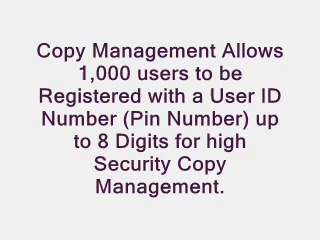 Copy Management Allows
1,000 users to be
Registered with a User ID
Number (Pin Number) up
to 8 Digits for high
Security Copy
Management.